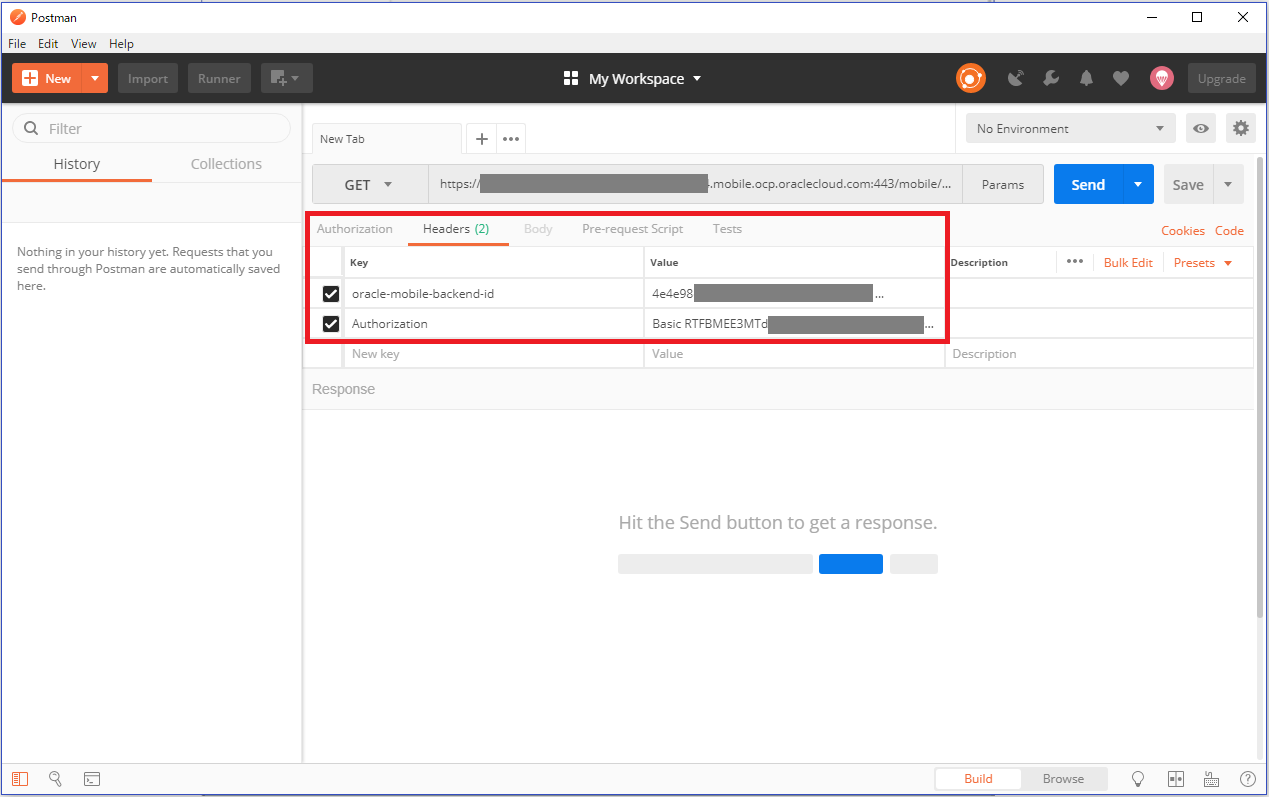 Postman
File Edit View Help
New Import Runner My Workspace Upgrade
Filter
History Collections
Nothing in your history yet. Requests that you
send through Postman are automatically saved
here.
New Tab
No Environment
GET https:// .mobile.ocp.oraclecloud.com:443/mobile/... Params Send Save
Authorization Headers (2) Body Pre-request Script Tests Cookies Code
Key Value Description Bulk Edit Presets
oracle-mobile-backend-id 4e4e98 ...
Authorization Basic RTFBMEE3MTd ...
New key Value Description
Response
Hit the Send button to get a response.
Build Browse